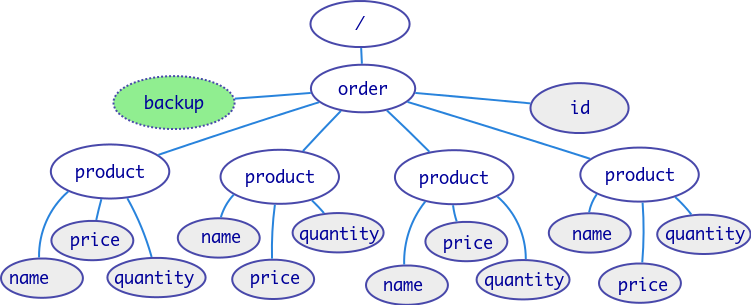 /
order
backup
id
product
product
product
product
name
price
quantity
name
price
quantity
name
price
quantity
name
price
quantity